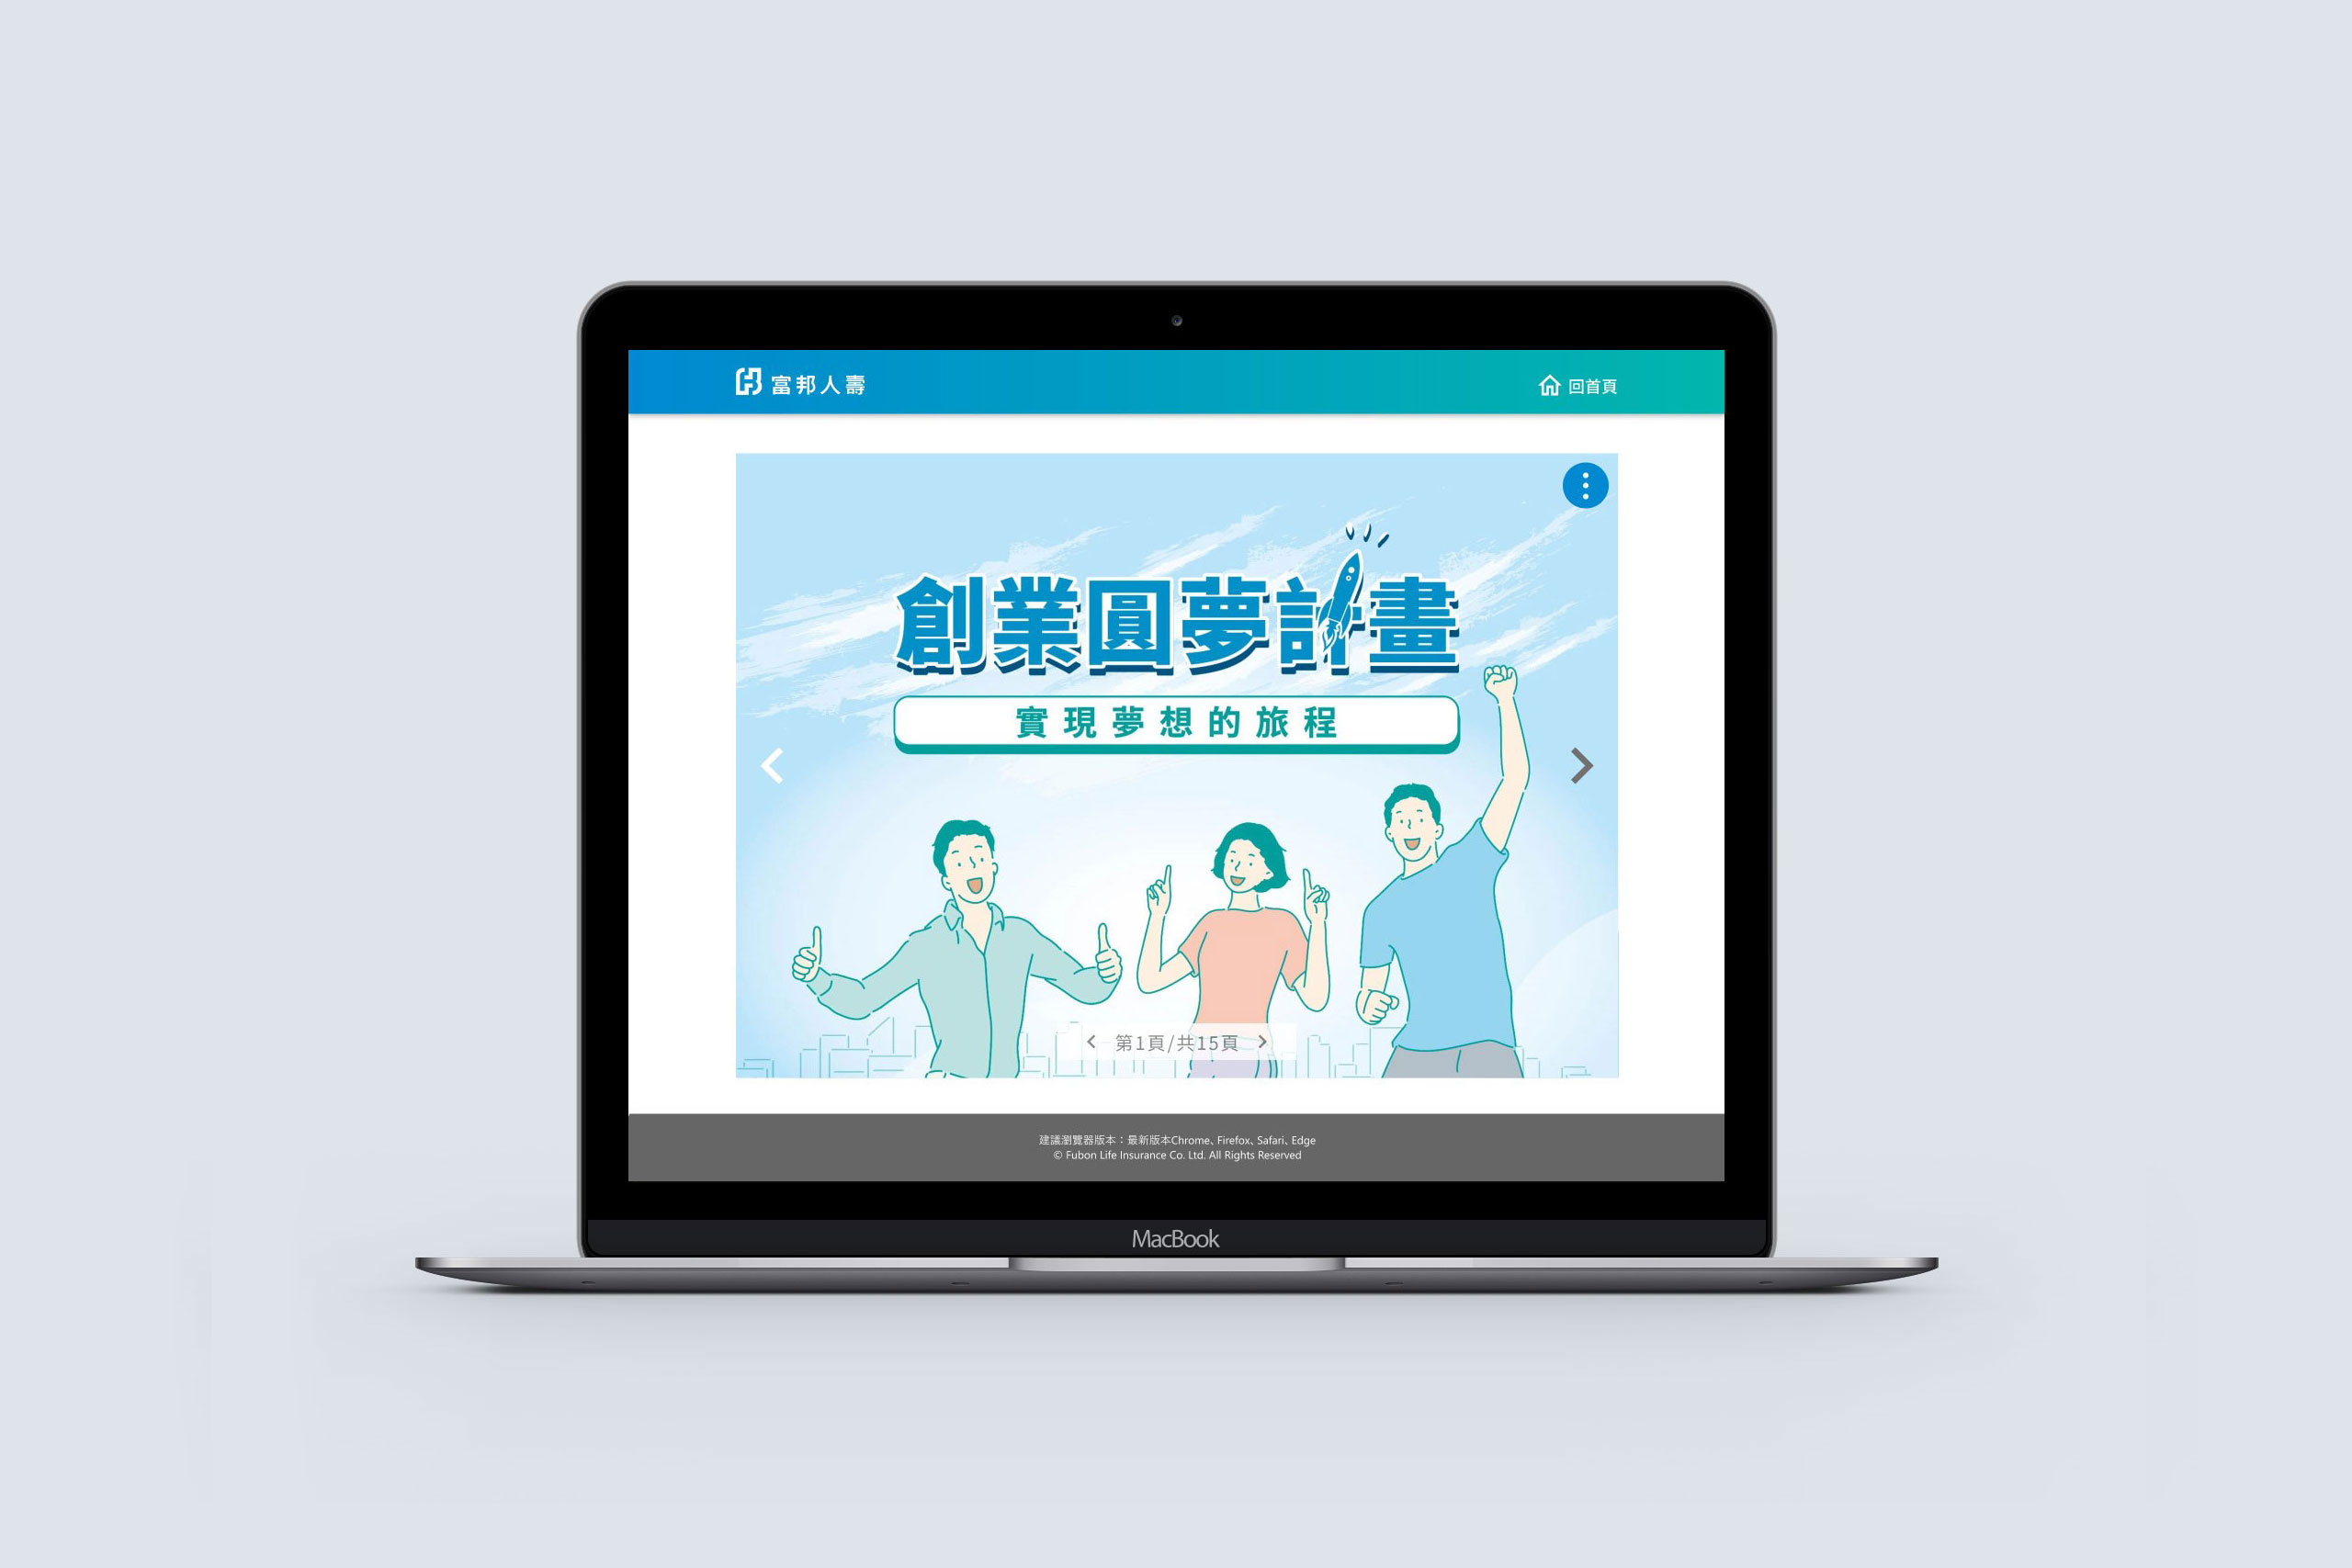 富邦人壽
回首頁
創業圓夢計畫
實現夢想的旅程
第1頁/共15頁
建議瀏覽器版本：最新版本Chrome、Firefox、Safari、Edge
© Fubon Life Insurance Co. Ltd. All Rights Reserved
MacBook